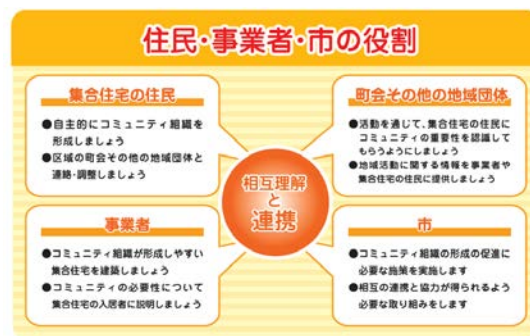 住民・事業者・市の役割
集合住宅の住民
●自主的にコミュニティ組織を
形成しましょう
●区域の町会その他の地域団体と
連絡・調整しましょう
町会その他の地域団体
●活動を通じて、集合住宅の住民に
コミュニティの重要性を認識して
もらうようにしましょう
●地域活動に関する情報を事業者や
集合住宅の住民に提供しましょう
相互理解
と
連携
事業者
●コミュニティ組織が形成しやすい
集合住宅を建築しましょう
●コミュニティの必要性について
集合住宅の入居者に説明しましょう
市
●コミュニティ組織の形成の促進に
必要な施策を実施します
●相互の連携と協力が得られるよう
必要な取り組みをします